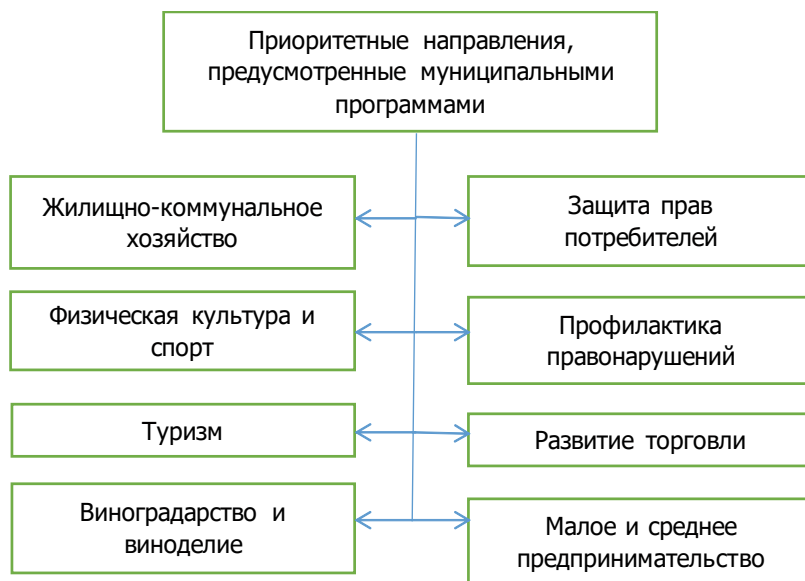 Приоритетные направления,
предусмотренные муниципальными
программами
Жилищно-коммунальное
хозяйство
Защита прав
потребителей
Физическая культура и
спорт
Профилактика
правонарушений
Туризм
Развитие торговли
Виноградарство и
виноделие
Малое и среднее
предпринимательство